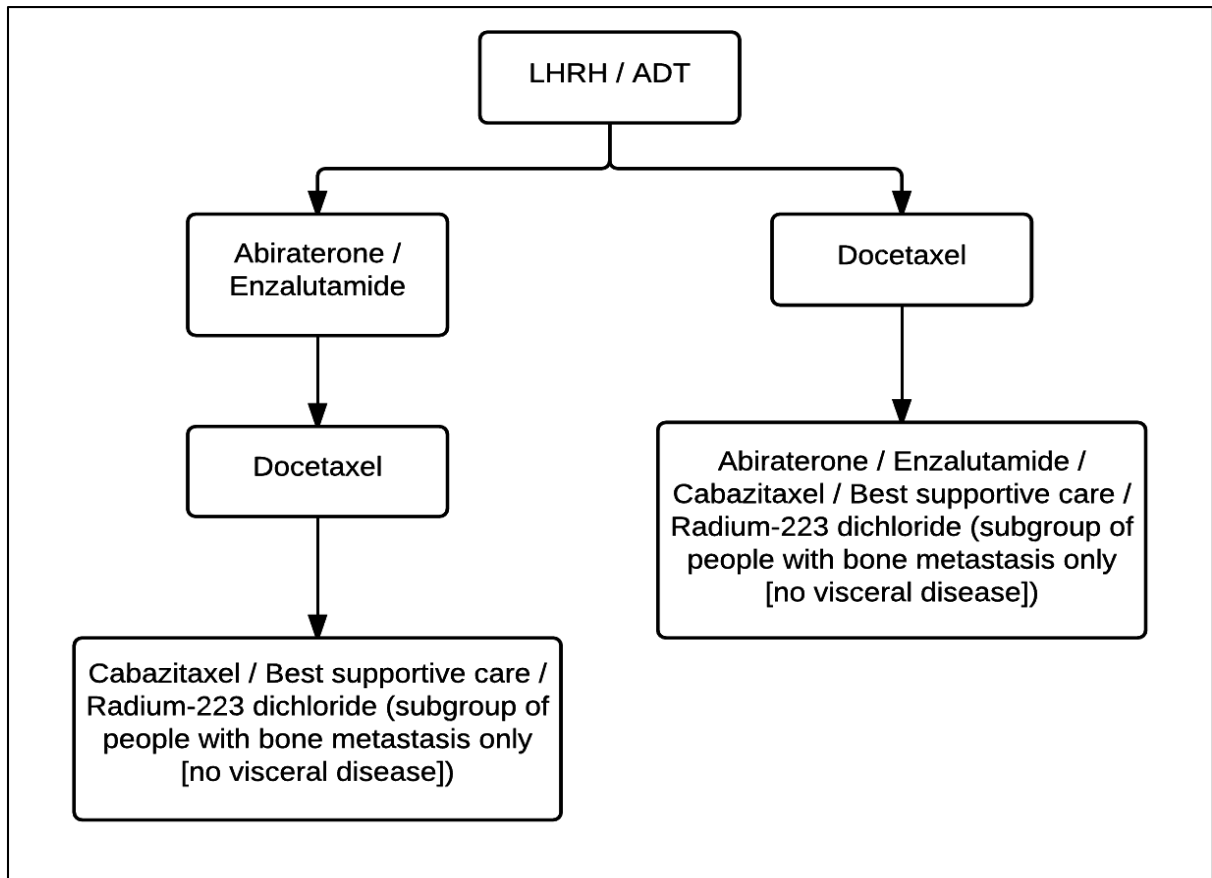 LHRH / ADT
Abiraterone /
Enzalutamide
Docetaxel
Docetaxel
Abiraterone / Enzalutamide /
Cabazitaxel / Best supportive care /
Radium-223 dichloride (subgroup of
people with bone metastasis only
[no visceral disease])
Cabazitaxel / Best supportive care /
Radium-223 dichloride (subgroup of
people with bone metastasis only
[no visceral disease])